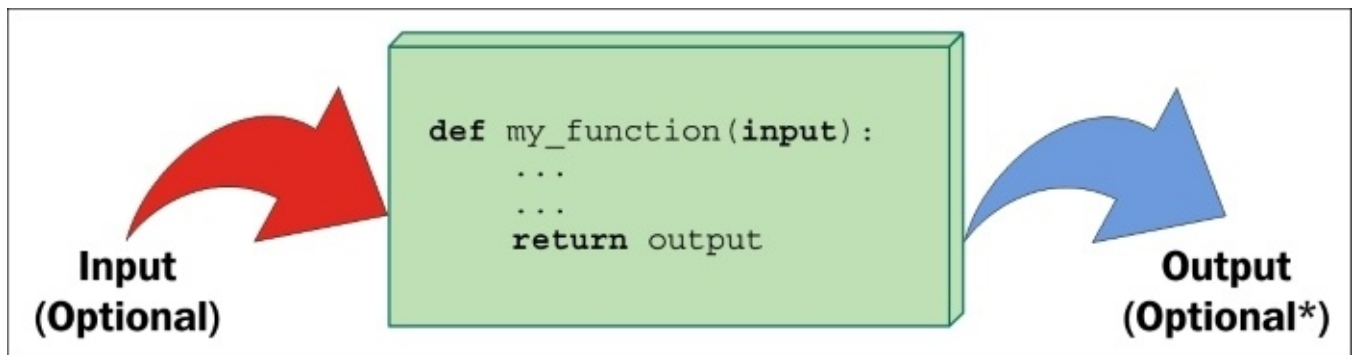 def my_function(input):
...
...
return output
Input
(Optional)
Output
(Optional*)